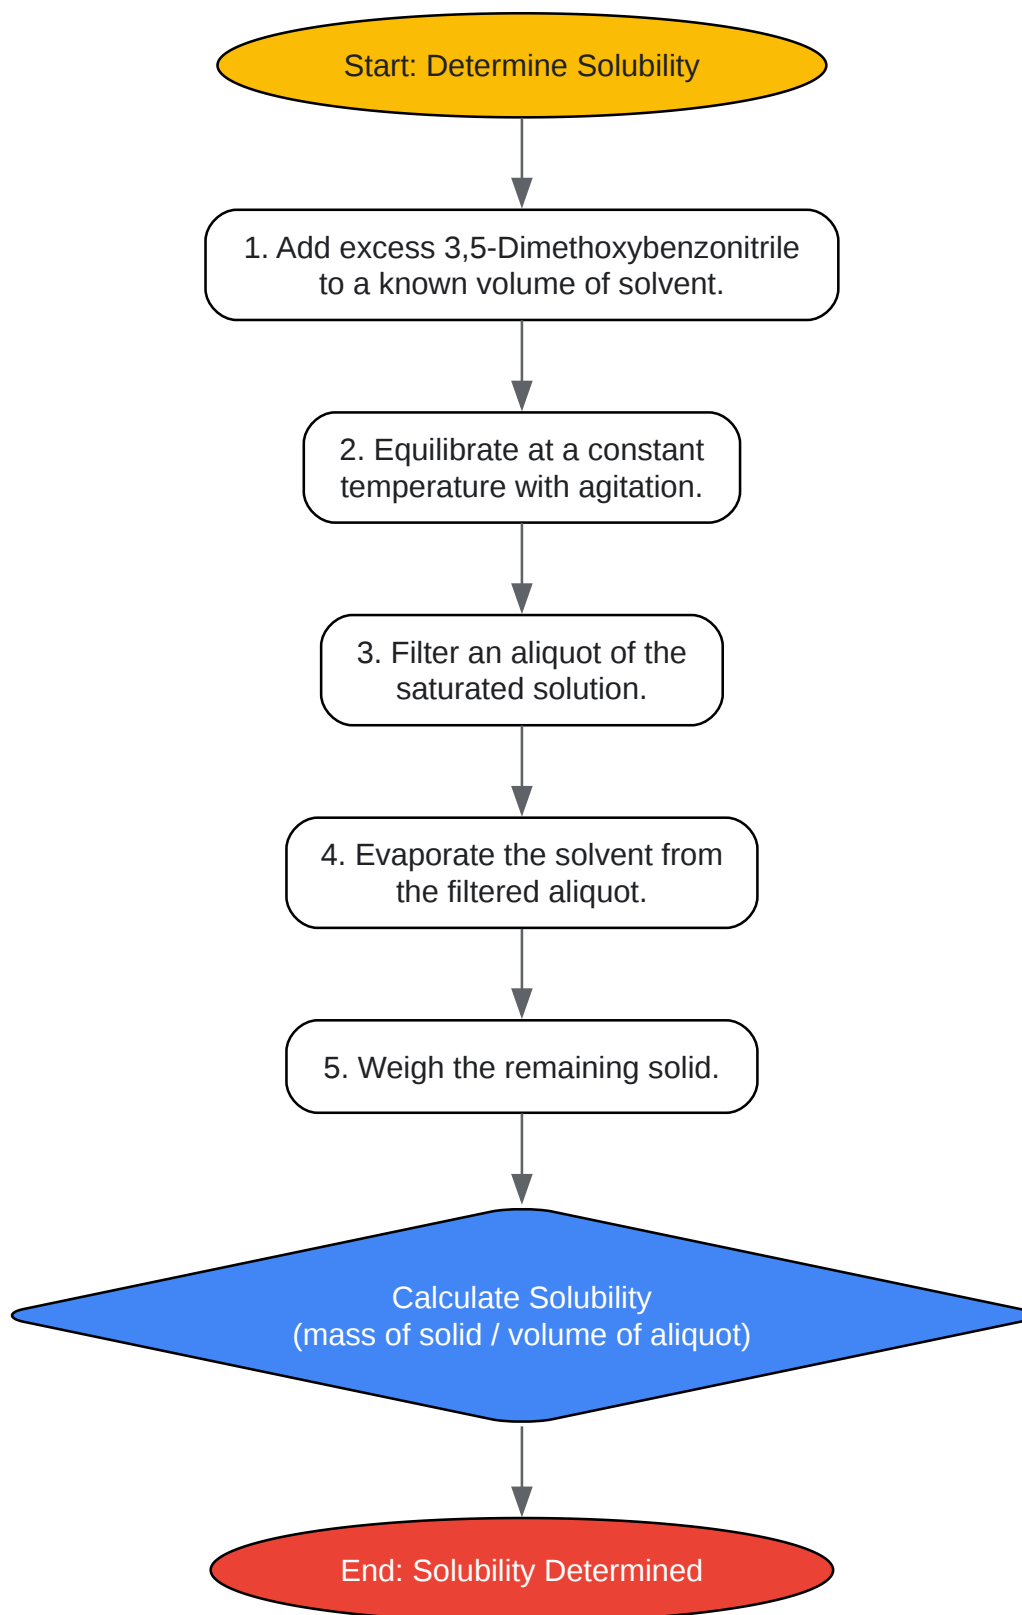 Start: Determine Solubility
1. Add excess 3,5-Dimethoxybenzonitrile
to a known volume of solvent.
2. Equilibrate at a constant
temperature with agitation.
3. Filter an aliquot of the
saturated solution.
4. Evaporate the solvent from
the filtered aliquot.
5. Weigh the remaining solid.
Calculate Solubility
(mass of solid / volume of aliquot)
End: Solubility Determined